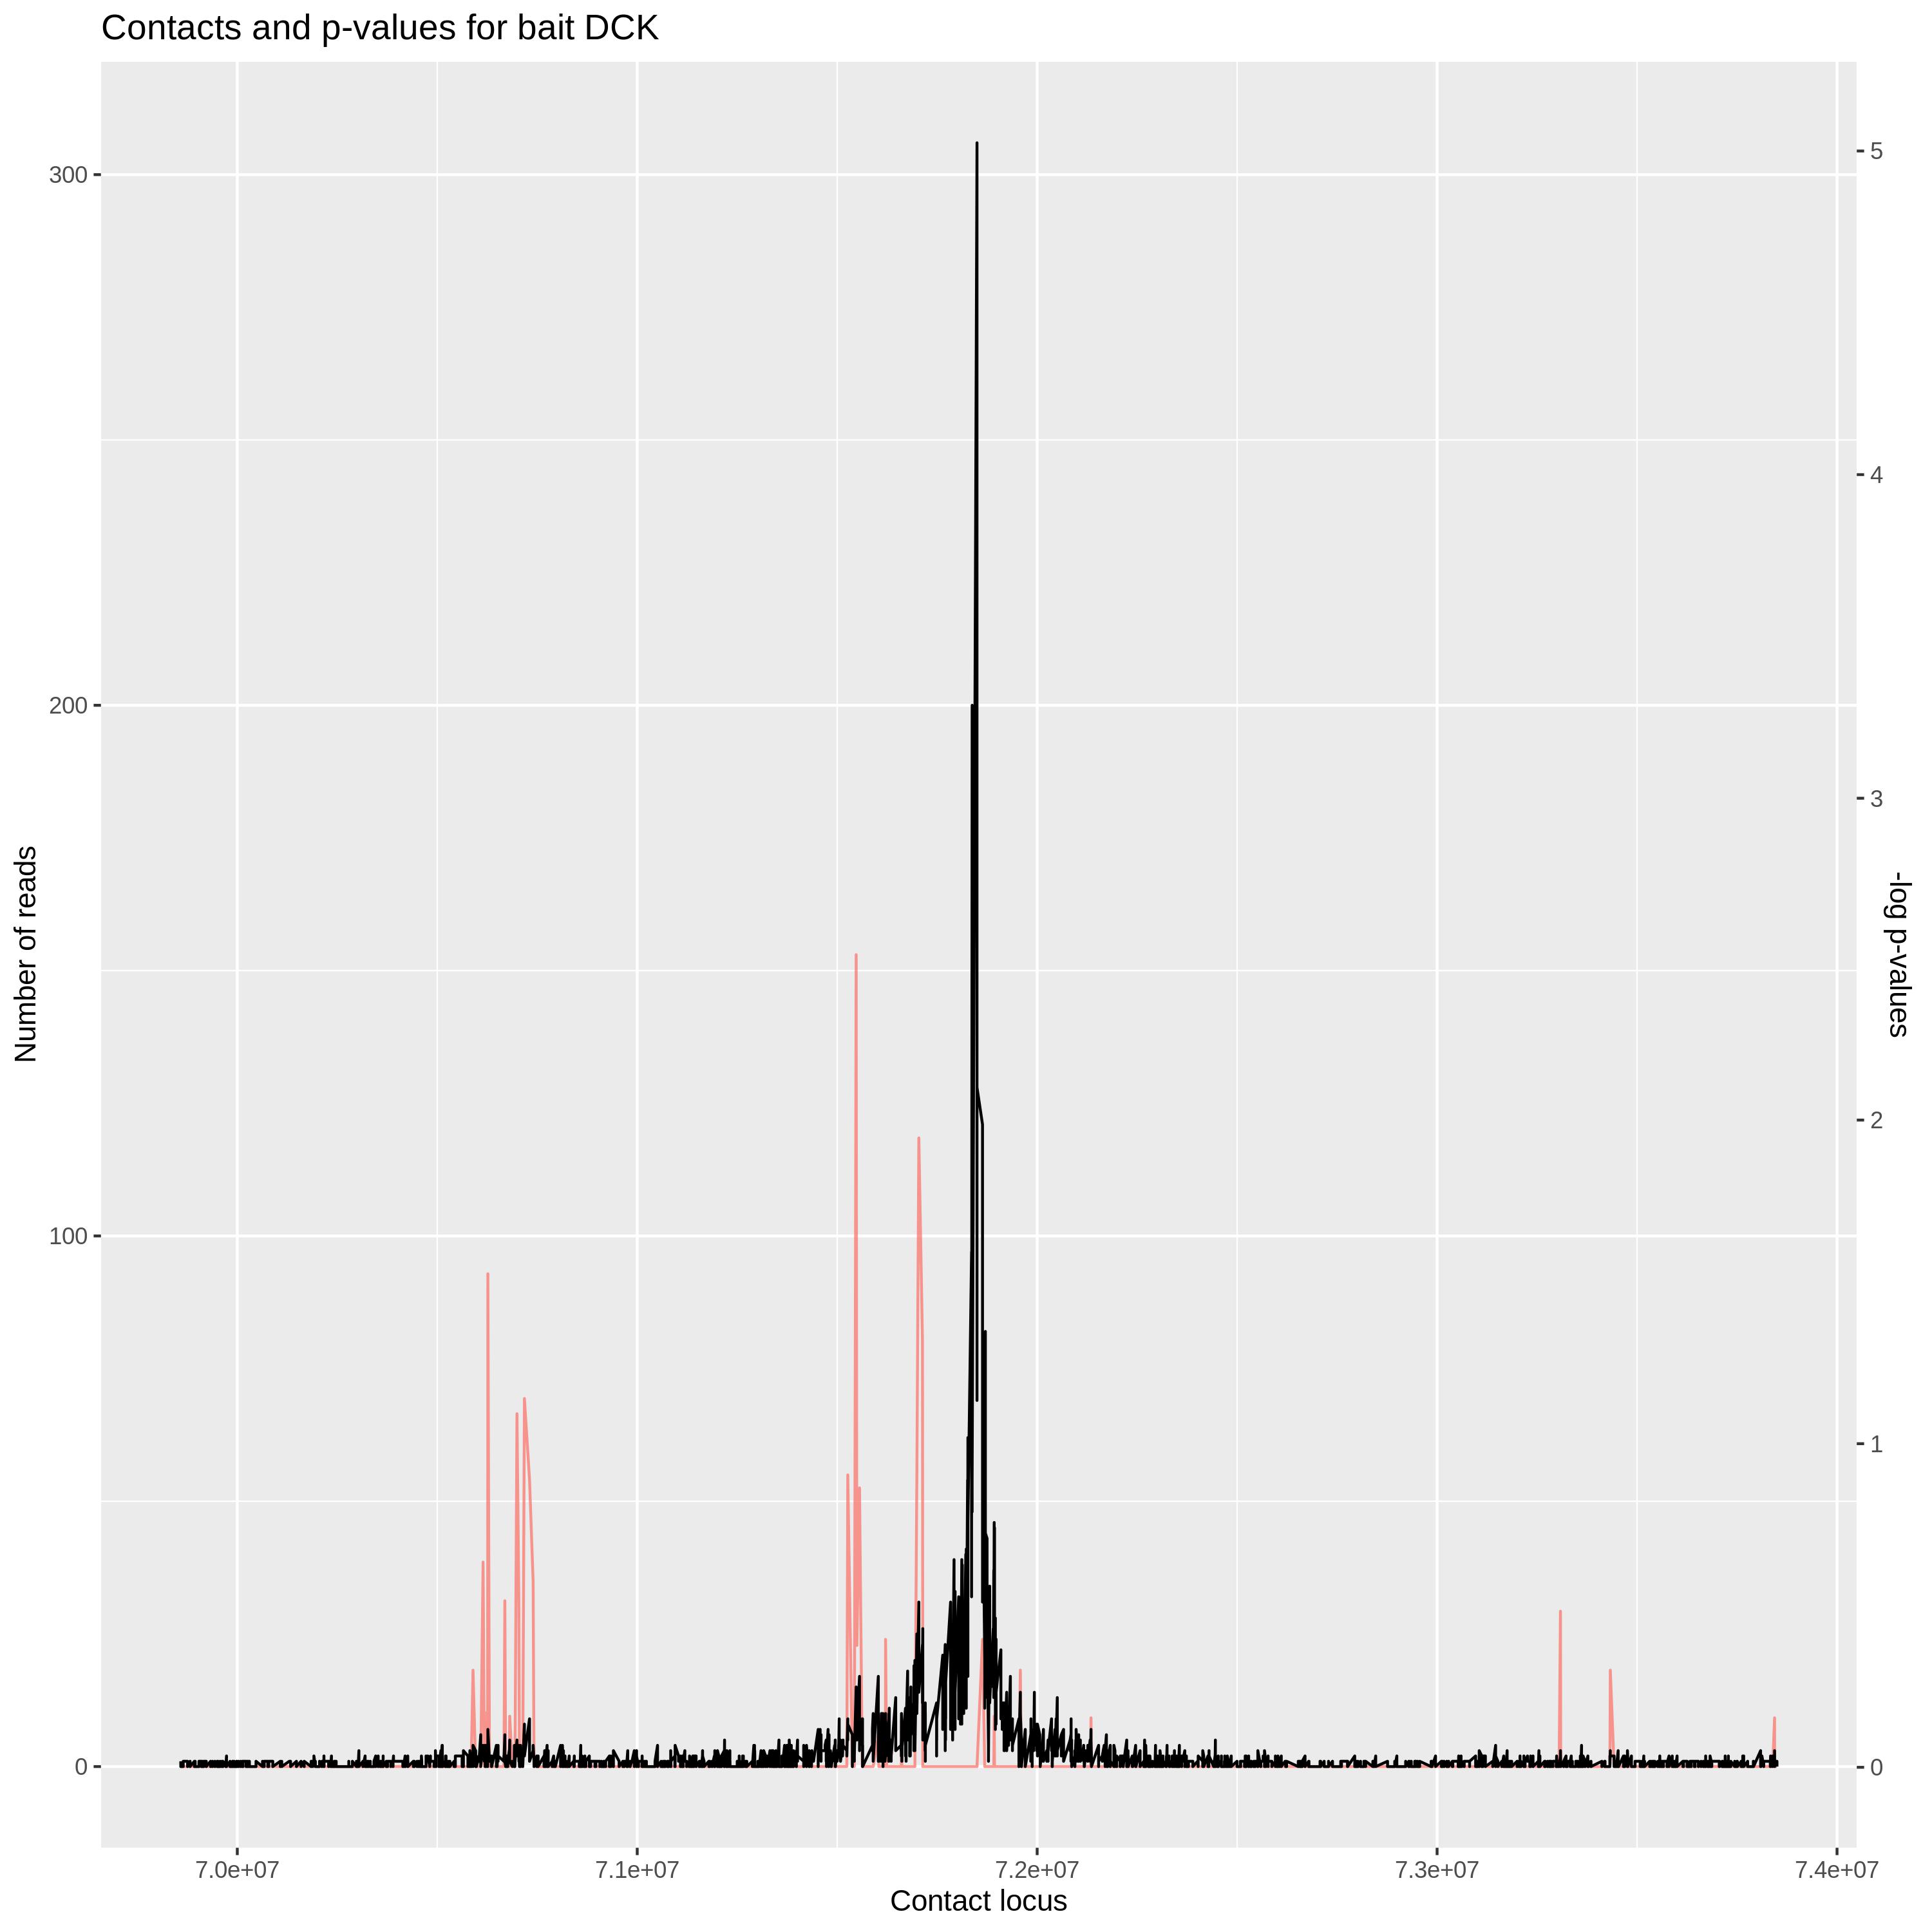 Contacts and p-values for bait DCK
300
200
100
0
Number of reads
5
4
3
2
1
0
-log p-values
7.0e+07 7.1e+07 7.2e+07 7.3e+07 7.4e+07
Contact locus